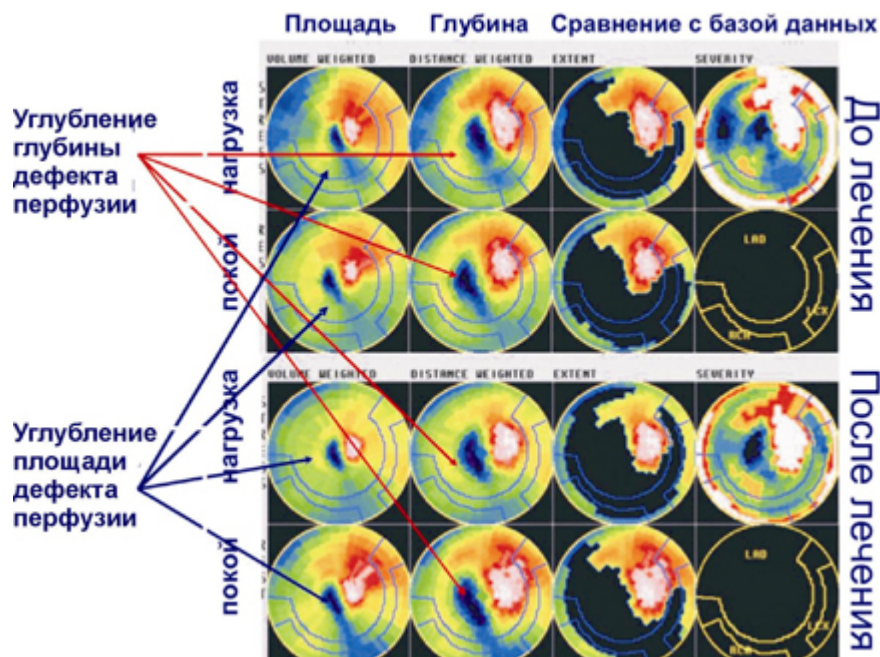 Площадь Глубина Сравнение с базой данных
VOLUME WEIGHTED DISTANCE WEIGHTED EXTENT SEVERITY
Углубление
глубины
дефекта
перфузии
нагрузка
До лечения
покой
LAD
LCX
RCA
VOLUME WEIGHTED DISTANCE WEIGHTED EXTENT SEVERITY
Углубление
площади
дефекта
перфузии
нагрузка
После лечения
покой
LAD
LCX
RCA